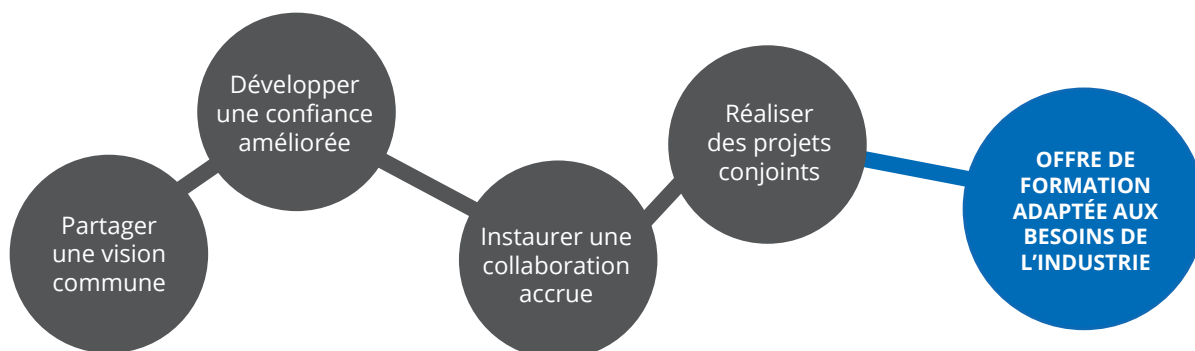 Partager
une vision
commune
Développer
une confiance
améliorée
Instaurer une
collaboration
accrue
Réaliser
des projets
conjoints
OFFRE DE
FORMATION
ADAPTÉE AUX
BESOINS DE
L’INDUSTRIE